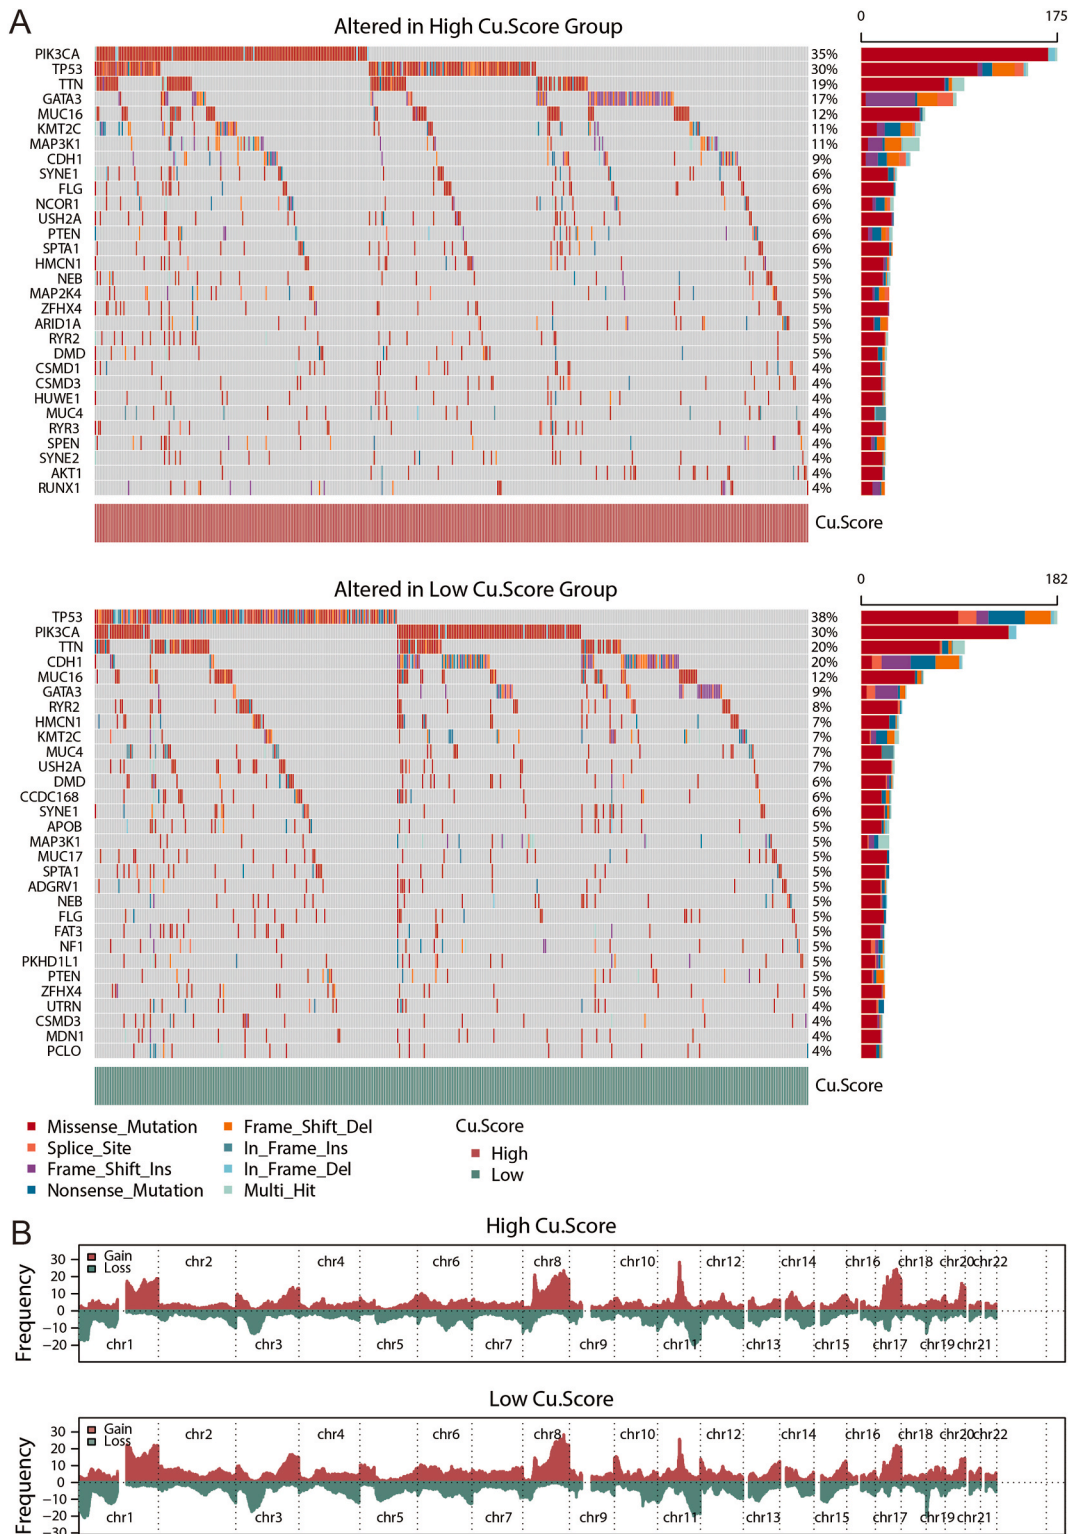 A
Altered in High Cu.Score Group
0 175
PIK3CA 35%
TP53 30%
TTN 19%
GATA3 17%
MUC16 12%
KMT2C 11%
MAP3K1 11%
CDH1 9%
SYNE1 6%
FLG 6%
NCOR1 6%
USH2A 6%
PTEN 6%
SPTA1 6%
HMCN1 5%
NEB 5%
MAP2K4 5%
ZFHX4 5%
ARID1A 5%
RYR2 5%
DMD 5%
CSMD1 4%
CSMD3 4%
HUWE1 4%
MUC4 4%
RYR3 4%
SPEN 4%
SYNE2 4%
AKT1 4%
RUNX1 4%
Cu.Score
Altered in Low Cu.Score Group
0 182
TP53 38%
PIK3CA 30%
TTN 20%
CDH1 20%
MUC16 12%
GATA3 9%
RYR2 8%
HMCN1 7%
KMT2C 7%
MUC4 7%
USH2A 7%
DMD 6%
CCDC168 6%
SYNE1 6%
APOB 5%
MAP3K1 5%
MUC17 5%
SPTA1 5%
ADGRV1 5%
NEB 5%
FLG 5%
FAT3 5%
NF1 5%
PKHD1L1 5%
PTEN 5%
ZFHX4 5%
UTRN 4%
CSMD3 4%
MDN1 4%
PCLO 4%
Cu.Score
Missense_Mutation Frame_Shift_Del Cu.Score
Splice_Site In_Frame_Ins High
Frame_Shift_Ins In_Frame_Del Low
Nonsense_Mutation Multi_Hit
B
High Cu.Score
Frequency
30
20
10
0
−10
−20
Gain
Loss
chr2 chr4 chr6 chr8 chr10 chr12 chr14 chr16 chr18 chr20 chr22
chr1 chr3 chr5 chr7 chr9 chr11 chr13 chr15 chr17 chr19 chr21
Low Cu.Score
Frequency
30
20
10
0
−10
−20
−30
Gain
Loss
chr2 chr4 chr6 chr8 chr10 chr12 chr14 chr16 chr18 chr20 chr22
chr1 chr3 chr5 chr7 chr9 chr11 chr13 chr15 chr17 chr19 chr21